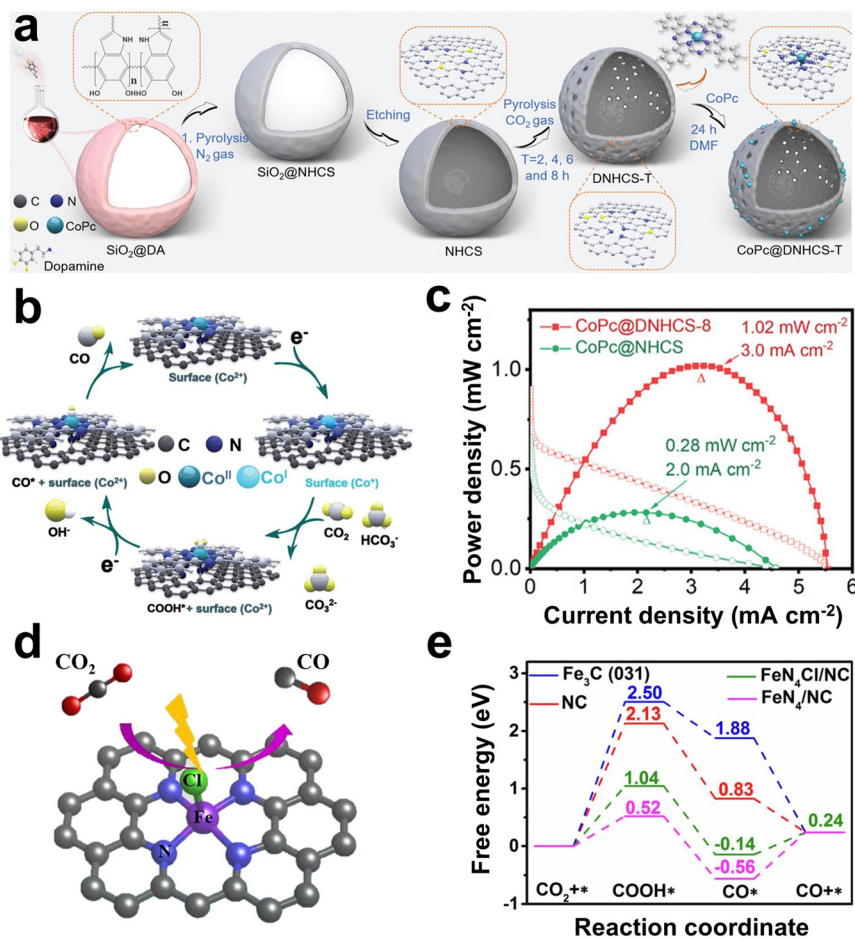 a
n
NH
NH
n
HO
OHHO
OH
1. Pyrolysis
N2 gas
SiO2@DA
SiO2@NHCS
Etching
NHCS
Pyrolysis
CO2 gas
T=2, 4, 6
and 8 h
DNHCS-T
CoPc
24 h
DMF
CoPc@DNHCS-T
C N
O CoPc
Dopamine
b
CO
e-
Surface (Co2+)
C N
O CoII CoI
CO* + surface (Co2+)
Surface (Co+)
OH-
e-
CO2
HCO3-
COOH* + surface (Co2+)
CO32-
c
Power density (mW cm-2)
1.0
0.5
0.0
CoPc@DNHCS-8
CoPc@NHCS
1.02 mW cm-2
3.0 mA cm-2
Δ
0.28 mW cm-2
2.0 mA cm-2
Δ
0 1 2 3 4 5 6
Current density (mA cm-2)
d
CO2
CO
Cl
Fe
N
e
Free energy (eV)
3
2
1
0
-1
Fe3C (031)
NC
FeN4Cl/NC
FeN4/NC
2.50
2.13
1.88
1.04
0.83
0.52
-0.14
-0.56
0.24
CO2+* COOH* CO* CO+*
Reaction coordinate